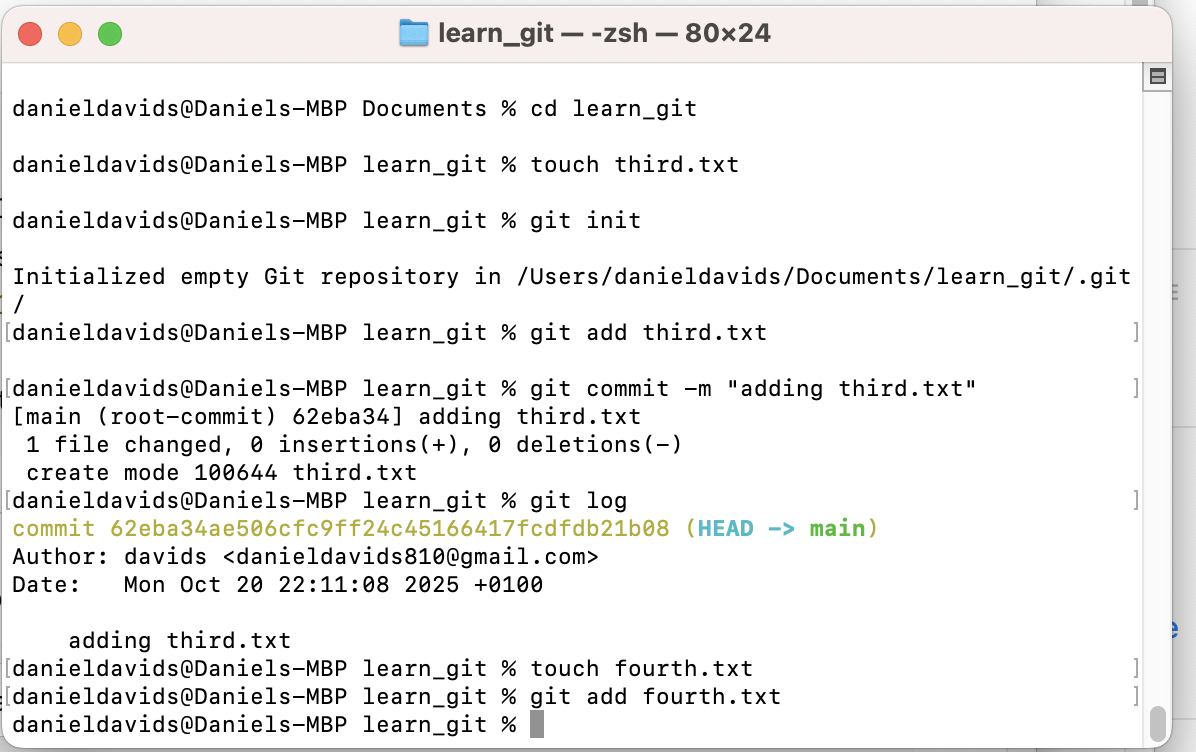 learn_git — -zsh — 80×24
danieldavids@Daniels-MBP Documents % cd learn_git
danieldavids@Daniels-MBP learn_git % touch third.txt
danieldavids@Daniels-MBP learn_git % git init
Initialized empty Git repository in /Users/danieldavids/Documents/learn_git/.git
/
[danieldavids@Daniels-MBP learn_git % git add third.txt ]
[danieldavids@Daniels-MBP learn_git % git commit -m "adding third.txt" ]
[main (root-commit) 62eba34] adding third.txt
 1 file changed, 0 insertions(+), 0 deletions(-)
 create mode 100644 third.txt
[danieldavids@Daniels-MBP learn_git % git log ]
commit 62eba34ae506cfc9ff24c45166417fcdfdb21b08 (HEAD -> main)
Author: davids <danieldavids810@gmail.com>
Date:   Mon Oct 20 22:11:08 2025 +0100
    adding third.txt
[danieldavids@Daniels-MBP learn_git % touch fourth.txt ]
[danieldavids@Daniels-MBP learn_git % git add fourth.txt ]
danieldavids@Daniels-MBP learn_git %